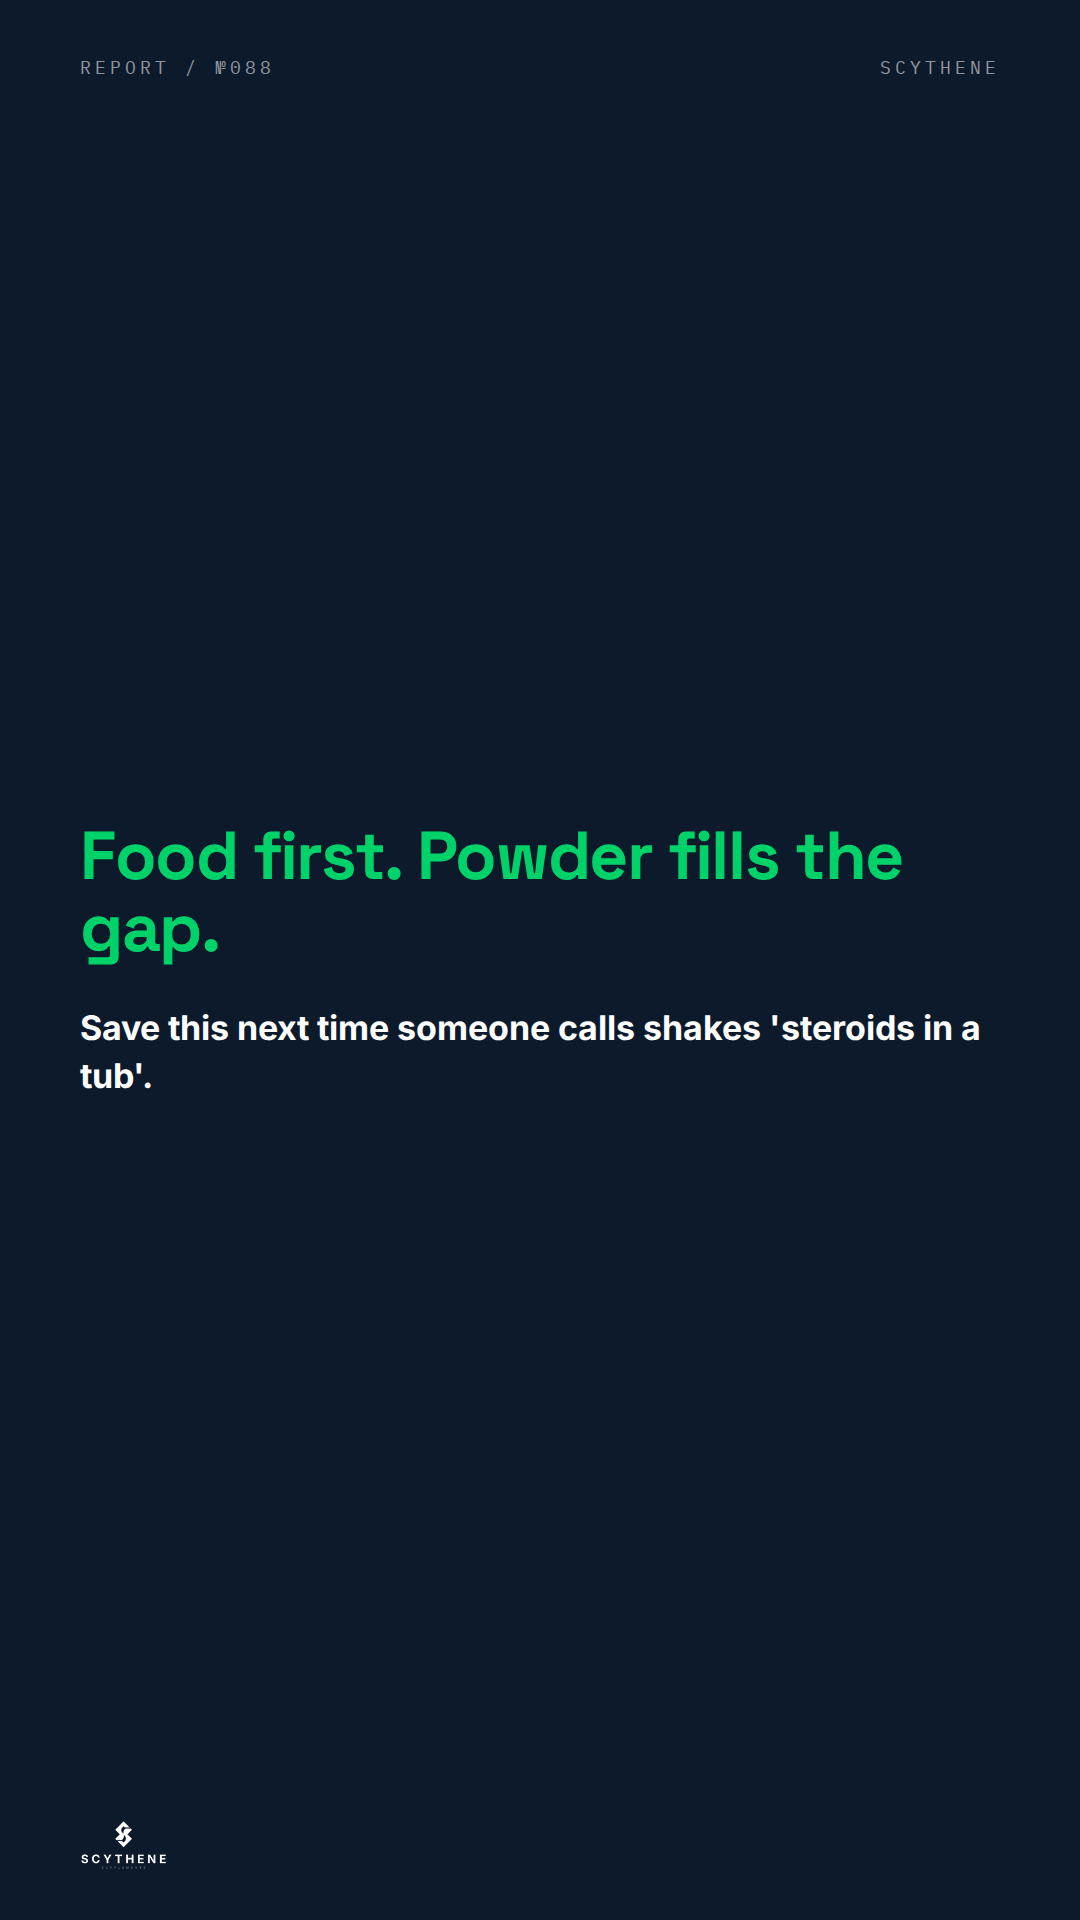 REPORT / №088
SCYTHENE
Food first. Powder fills the
gap.
Save this next time someone calls shakes 'steroids in a
tub'.
SCYTHENE